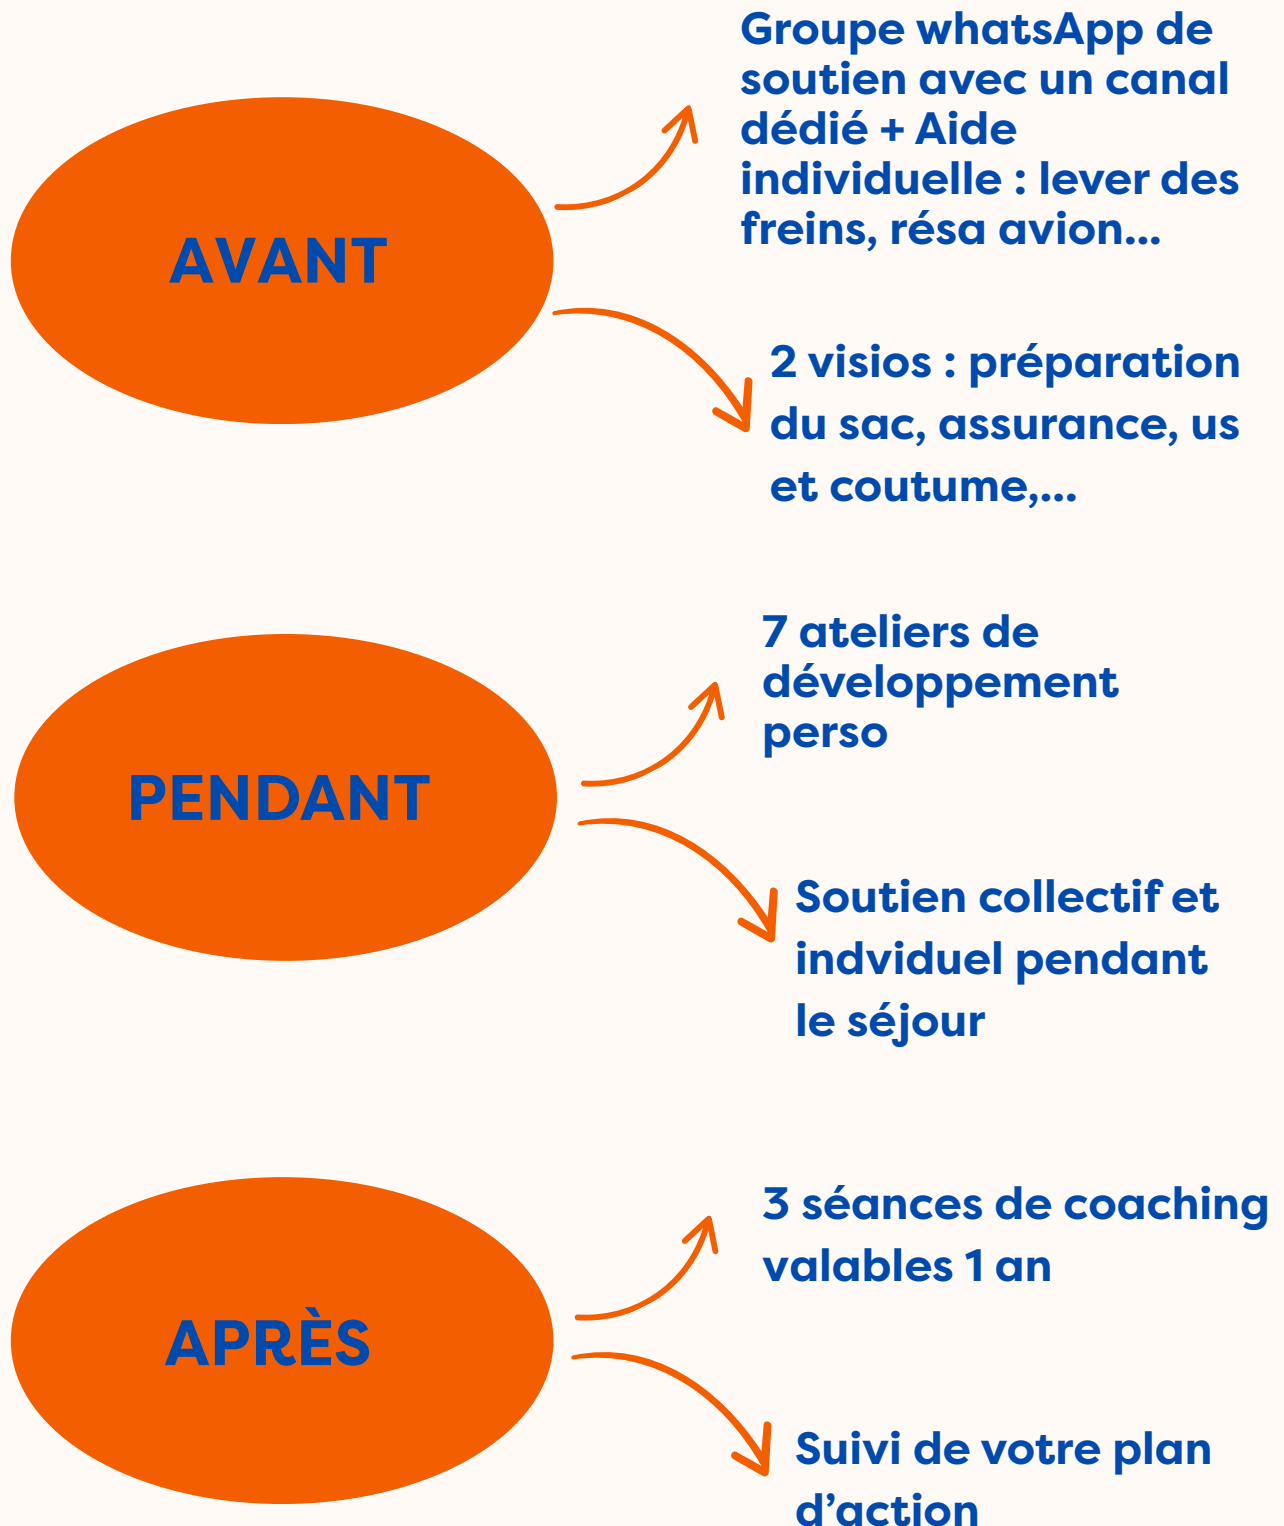 AVANT
Groupe whatsApp de
soutien avec un canal
dédié + Aide
individuelle : lever des
freins, résa avion...
2 visios : préparation
du sac, assurance, us
et coutume,...
PENDANT
7 ateliers de
développement
perso
Soutien collectif et
indviduel pendant
le séjour
APRÈS
3 séances de coaching
valables 1 an
Suivi de votre plan
d’action